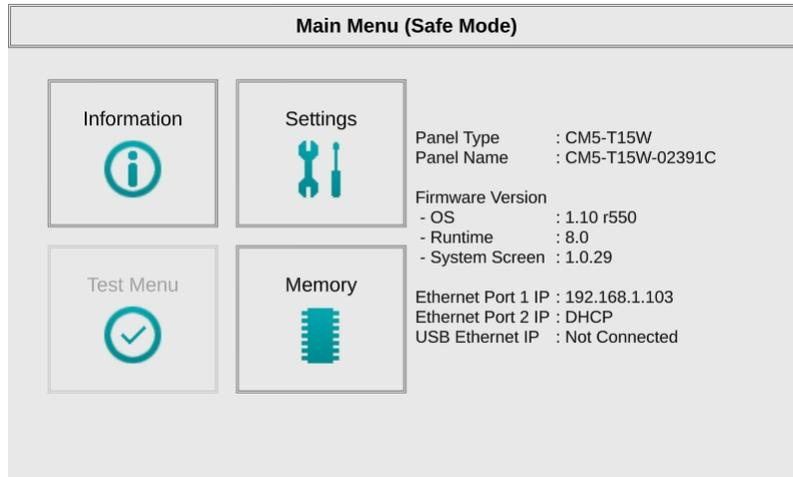 Main Menu (Safe Mode)
Information
Settings
Test Menu
Memory
Panel Type : CM5-T15W
Panel Name : CM5-T15W-02391C
Firmware Version
- OS : 1.10 r550
- Runtime : 8.0
- System Screen : 1.0.29
Ethernet Port 1 IP : 192.168.1.103
Ethernet Port 2 IP : DHCP
USB Ethernet IP : Not Connected